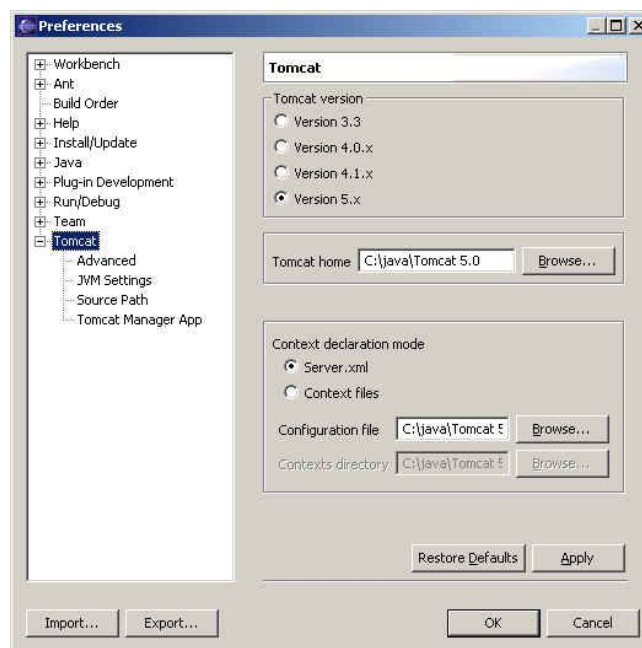 Preferences
Workbench
Ant
Build Order
Help
Install/Update
Java
Plug-in Development
Run/Debug
Team
Tomcat
Advanced
JVM Settings
Source Path
Tomcat Manager App
Tomcat
Tomcat version
Version 3.3
Version 4.0.x
Version 4.1.x
Version 5.x
Tomcat home C:\java\Tomcat 5.0 Browse...
Context declaration mode
Server.xml
Context files
Configuration file C:\java\Tomcat 5 Browse...
Contexts directory C:\java\Tomcat 5 Browse...
Restore Defaults Apply
Import... Export... OK Cancel